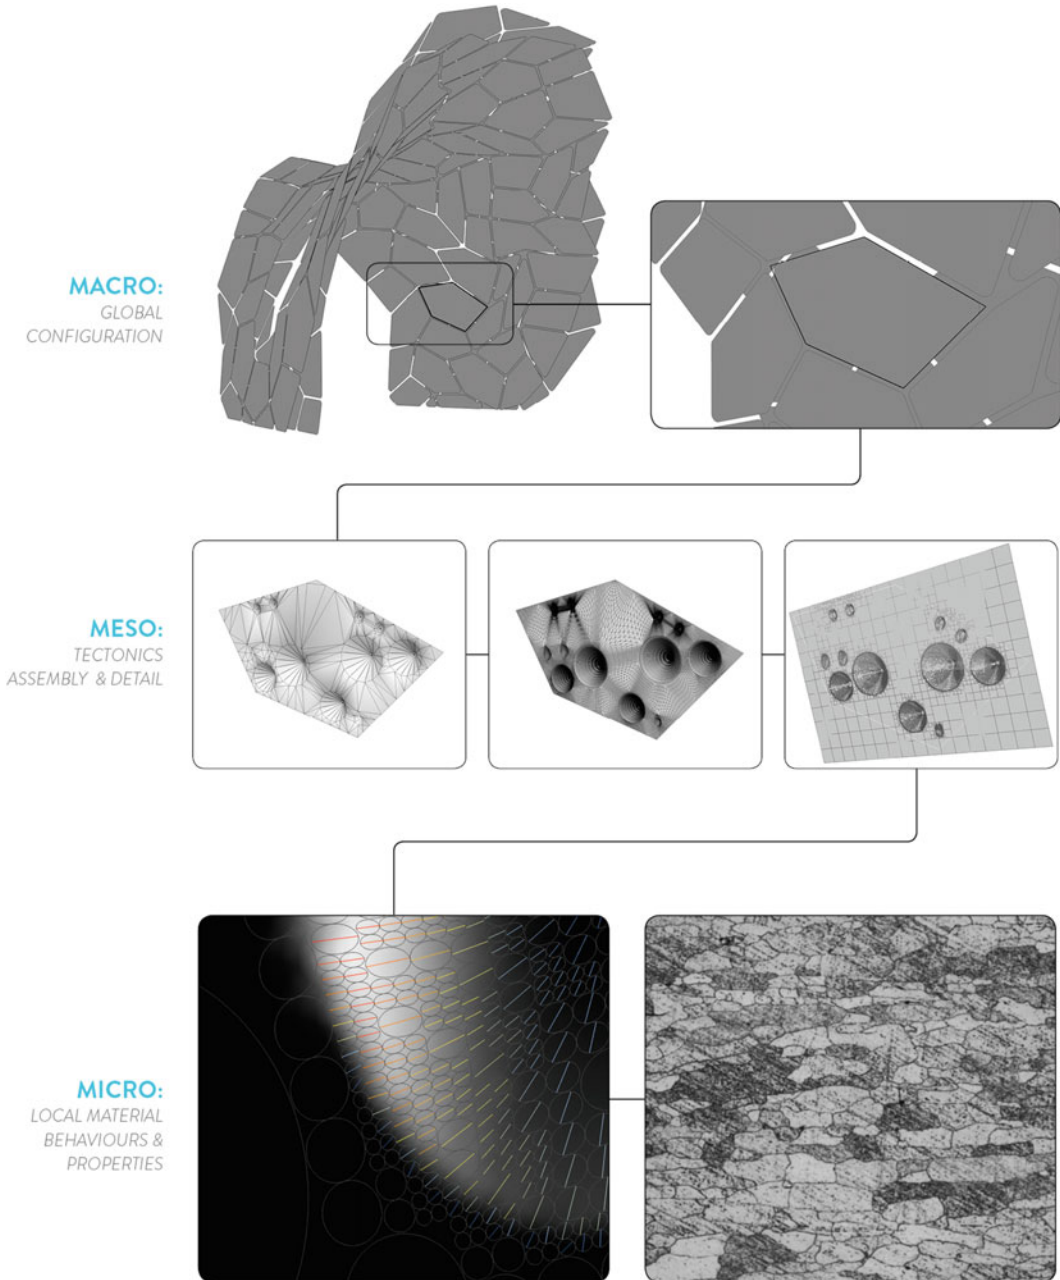 MACRO:
GLOBAL
CONFIGURATION
MESO:
TECTONICS
ASSEMBLY & DETAIL
MICRO:
LOCAL MATERIAL
BEHAVIOURS &
PROPERTIES